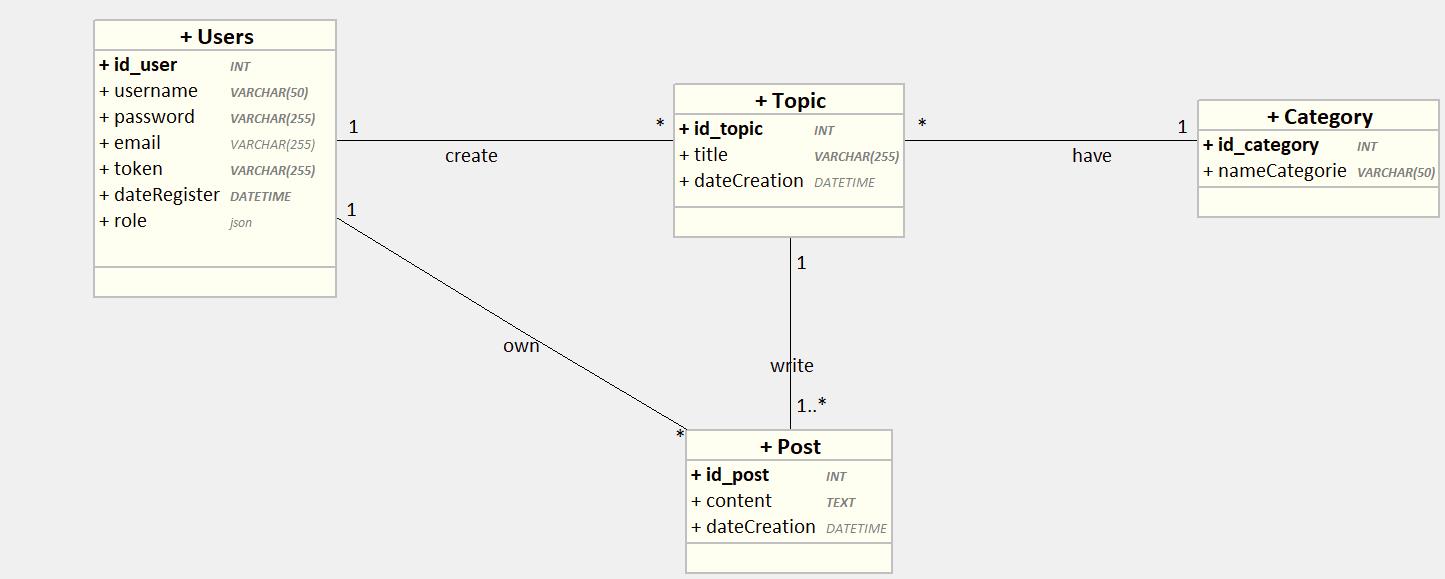 + Users
+ id_user INT
+ username VARCHAR(50)
+ password VARCHAR(255)
+ email VARCHAR(255)
+ token VARCHAR(255)
+ dateRegister DATETIME
+ role json
1
create
*
+ Topic
+ id_topic INT
+ title VARCHAR(255)
+ dateCreation DATETIME
*
have
1
+ Category
+ id_category INT
+ nameCategorie VARCHAR(50)
1
own
*
1
write
1..*
+ Post
+ id_post INT
+ content TEXT
+ dateCreation DATETIME